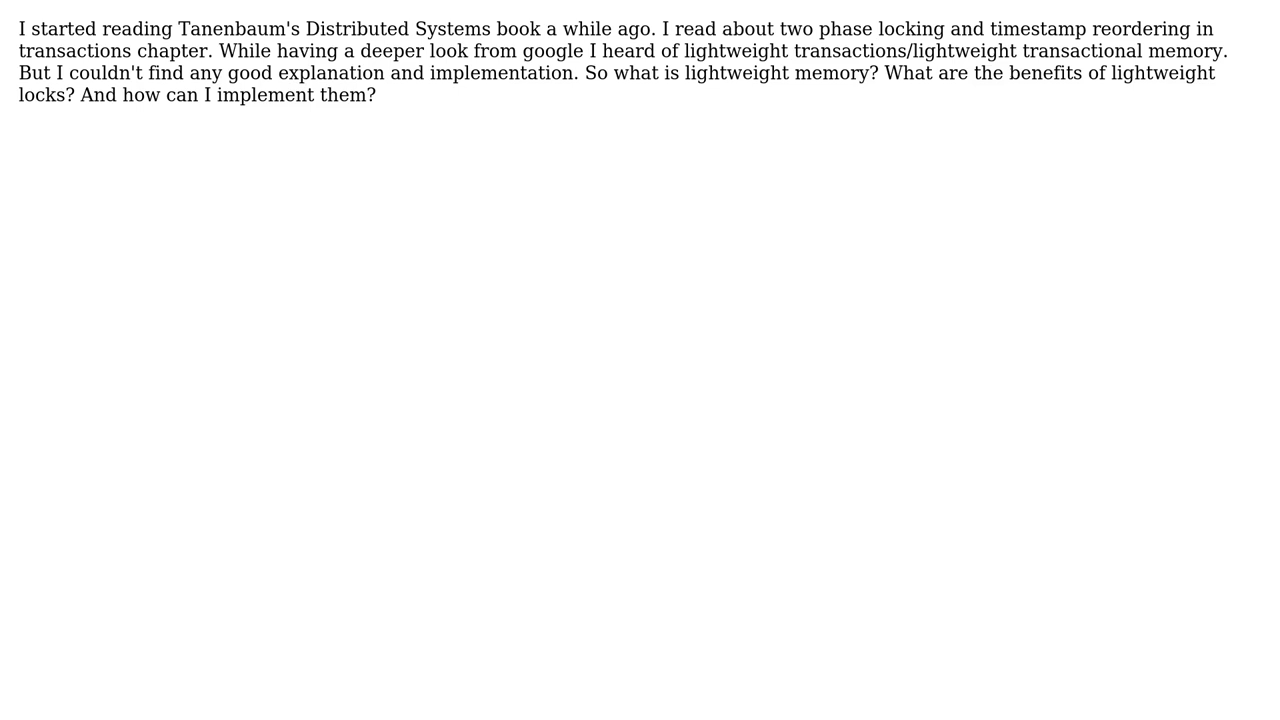 I started reading Tanenbaum's Distributed Systems book a while ago. I read about two phase locking and timestamp reordering in
transactions chapter. While having a deeper look from google I heard of lightweight transactions/lightweight transactional memory.
But I couldn't find any good explanation and implementation. So what is lightweight memory? What are the benefits of lightweight
locks? And how can I implement them?